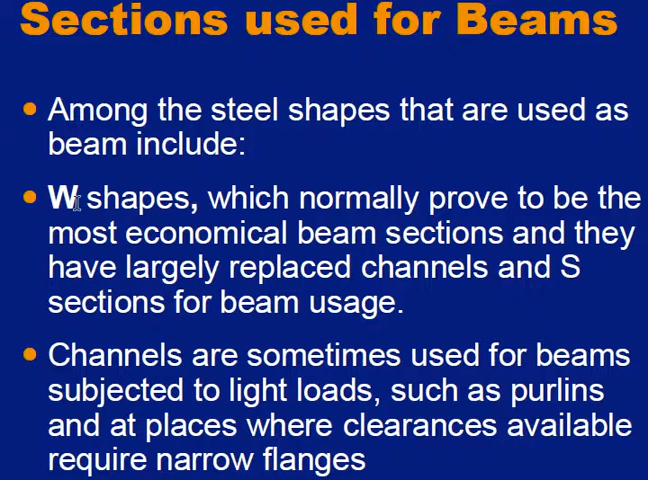 Sections used for Beams
• Among the steel shapes that are used as
beam include:
• W shapes, which normally prove to be the
most economical beam sections and they
have largely replaced channels and S
sections for beam usage.
• Channels are sometimes used for beams
subjected to light loads, such as purlins
and at places where clearances available
require narrow flanges